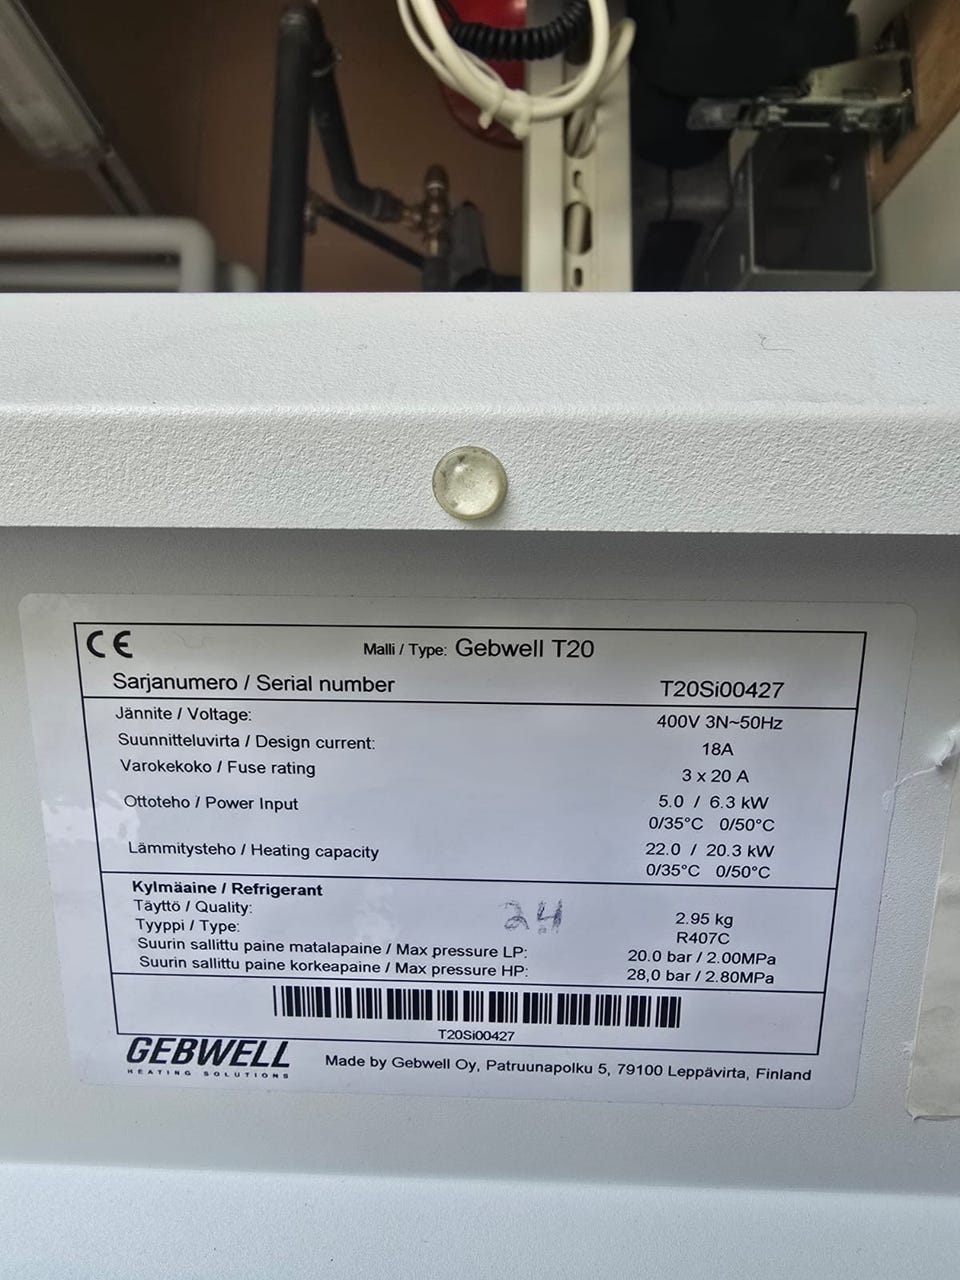 CE
Malli / Type: Gebwell T20
Sarjanumero / Serial number T20Si00427
Jännite / Voltage: 400V 3N~50Hz
Suunnitteluvirta / Design current: 18A
Varokekoko / Fuse rating 3 x 20 A
Ottoteho / Power Input 5.0 / 6.3 kW
0/35°C 0/50°C
Lämmitysteho / Heating capacity 22.0 / 20.3 kW
0/35°C 0/50°C
Kylmäaine / Refrigerant
Täyttö / Quality: 2.95 kg
Tyyppi / Type: R407C
Suurin sallittu paine matalapaine / Max pressure LP: 20.0 bar / 2.00MPa
Suurin sallittu paine korkeapaine / Max pressure HP: 28,0 bar / 2.80MPa
T20Si00427
GEBWELL
HEATING SOLUTIONS
Made by Gebwell Oy, Patruunapolku 5, 79100 Leppävirta, Finland